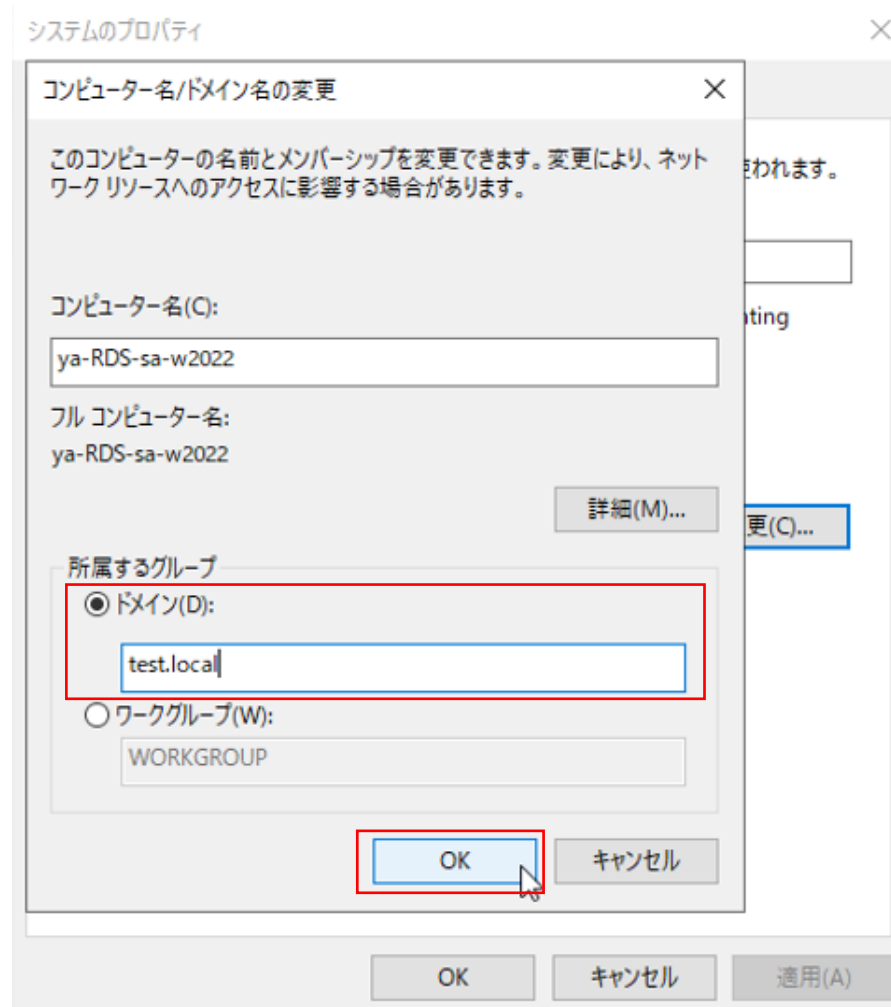 システムのプロパティ
コンピューター名/ドメイン名の変更
このコンピューターの名前とメンバーシップを変更できます。変更により、ネット
ワーク リソースへのアクセスに影響する場合があります。
われます。
コンピューター名(C):
ya-RDS-sa-w2022
ating
フル コンピューター名:
ya-RDS-sa-w2022
詳細(M)...
更(C)...
所属するグループ
ドメイン(D):
test.local
ワークグループ(W):
WORKGROUP
OK
キャンセル
OK
キャンセル
適用(A)